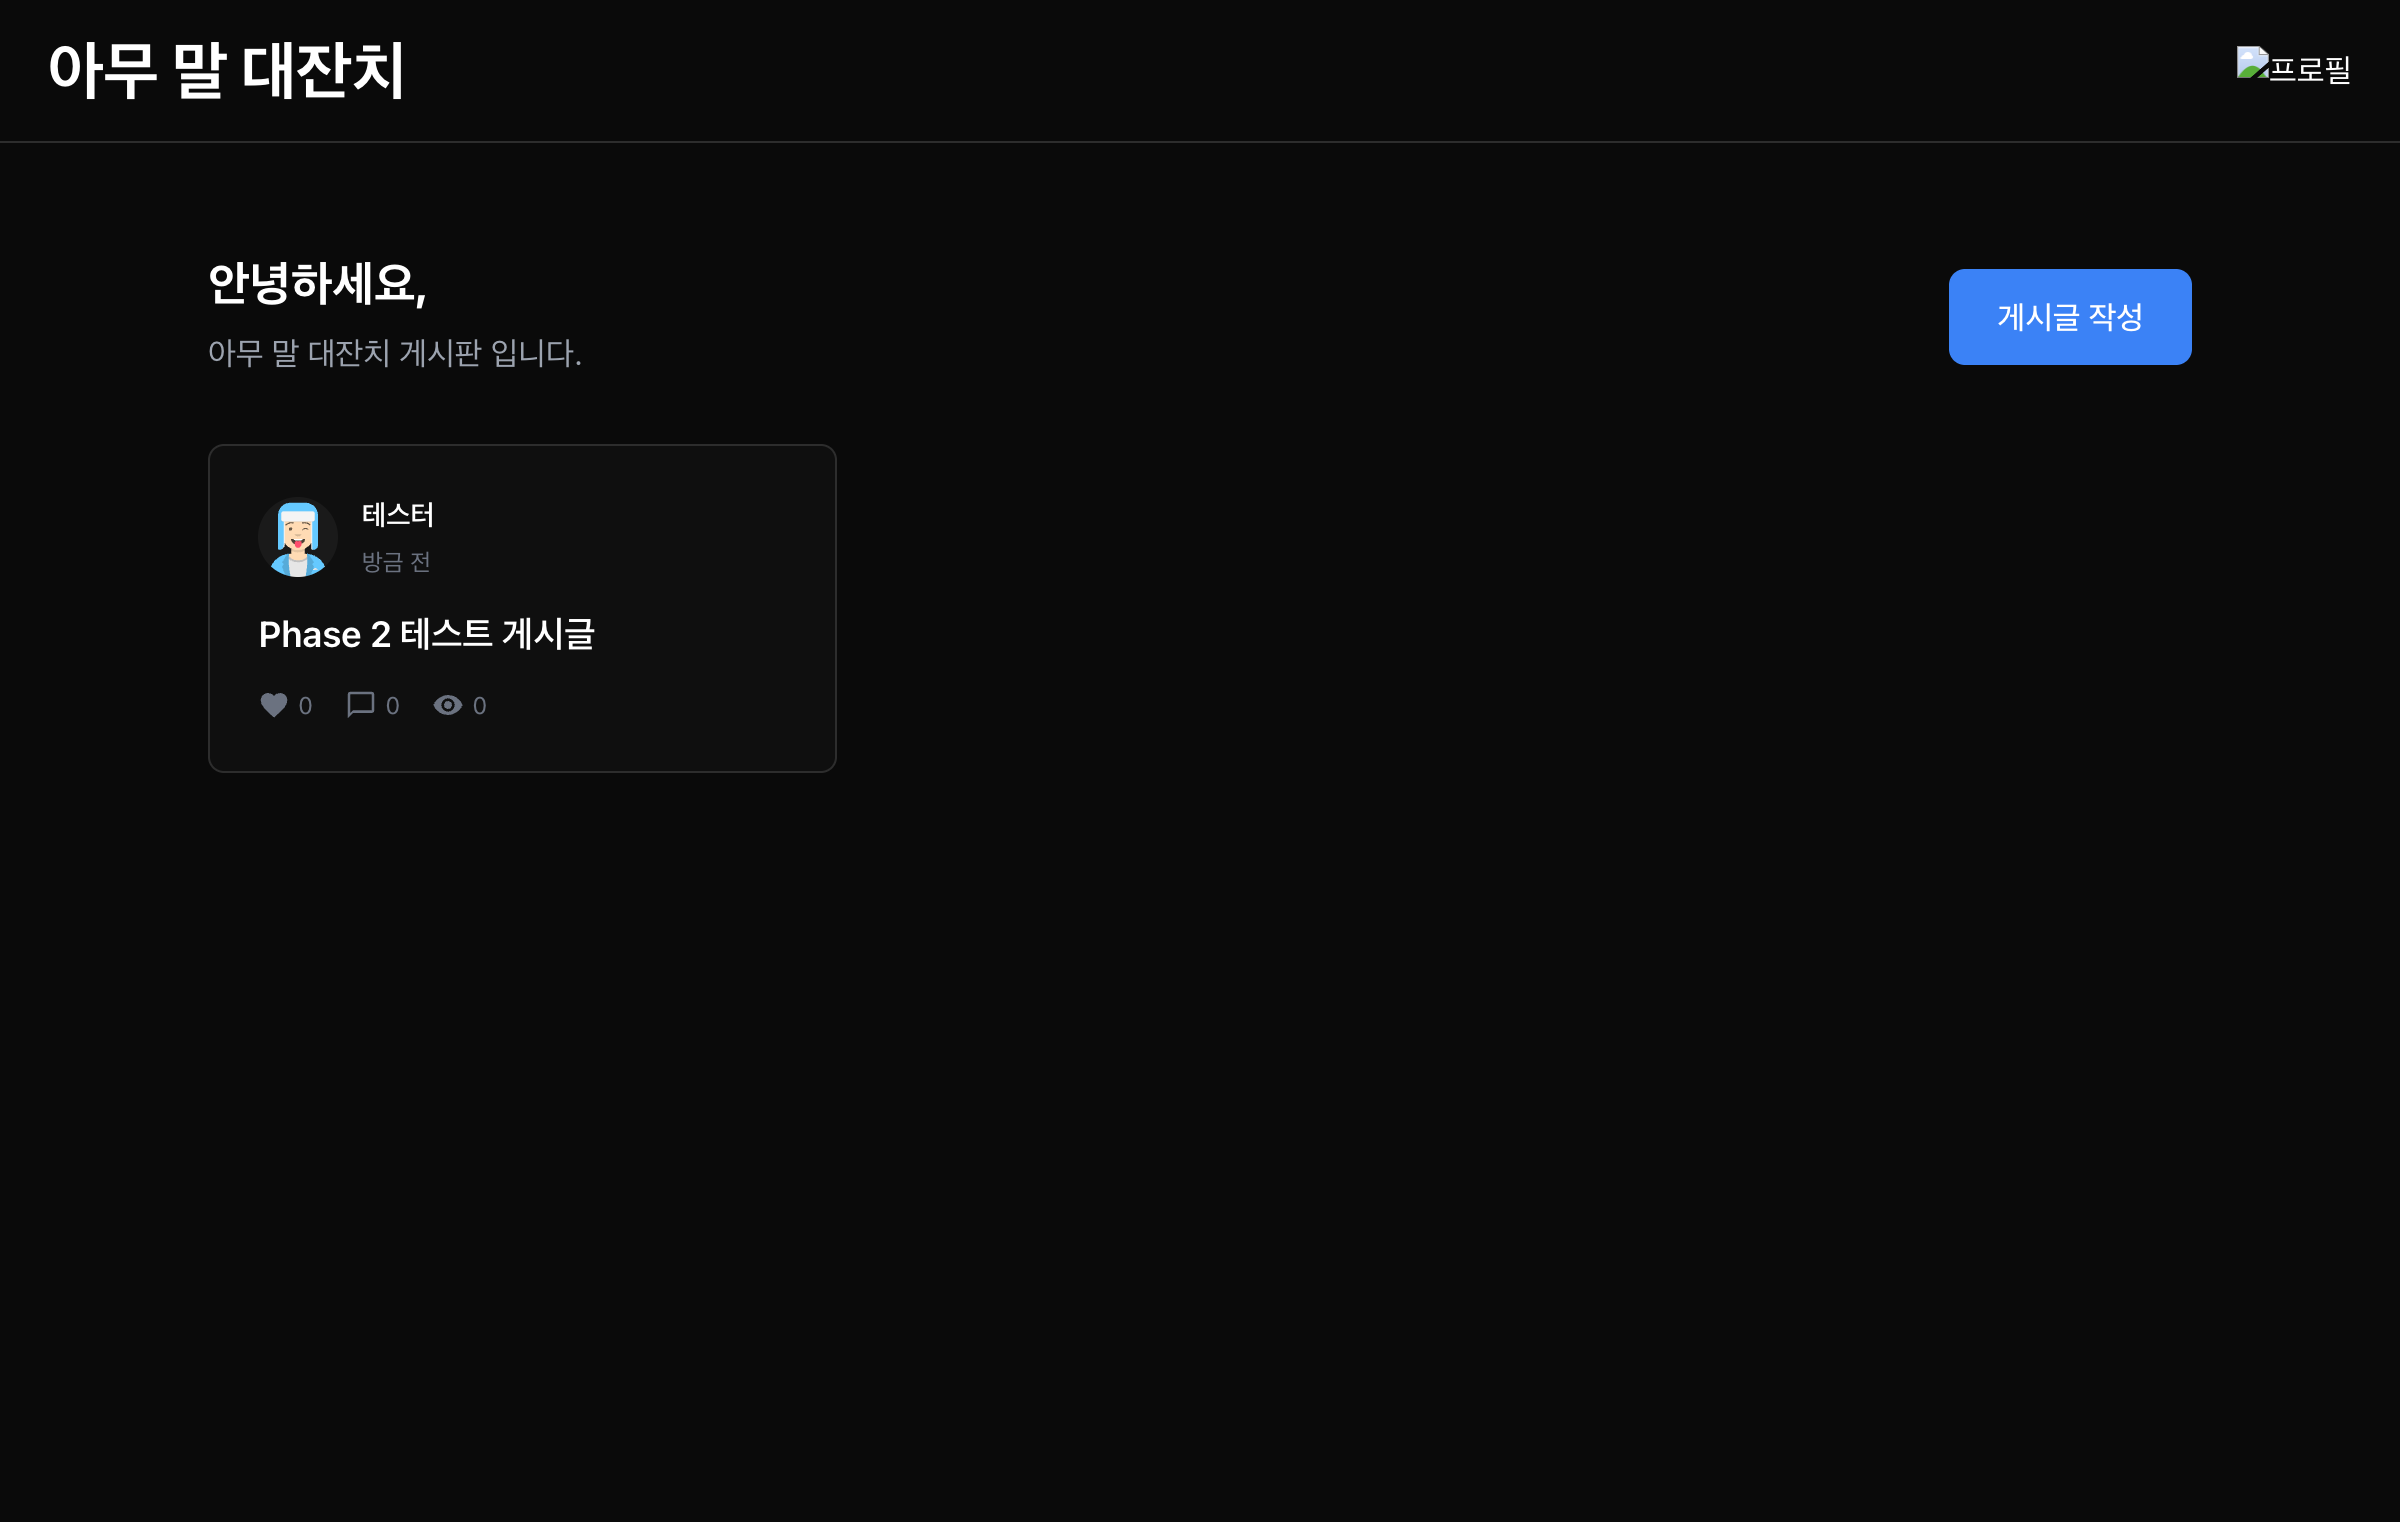 아무 말 대잔치
프로필
안녕하세요,
아무 말 대잔치 게시판 입니다.
게시글 작성
테스터
방금 전
Phase 2 테스트 게시글
0 0 0